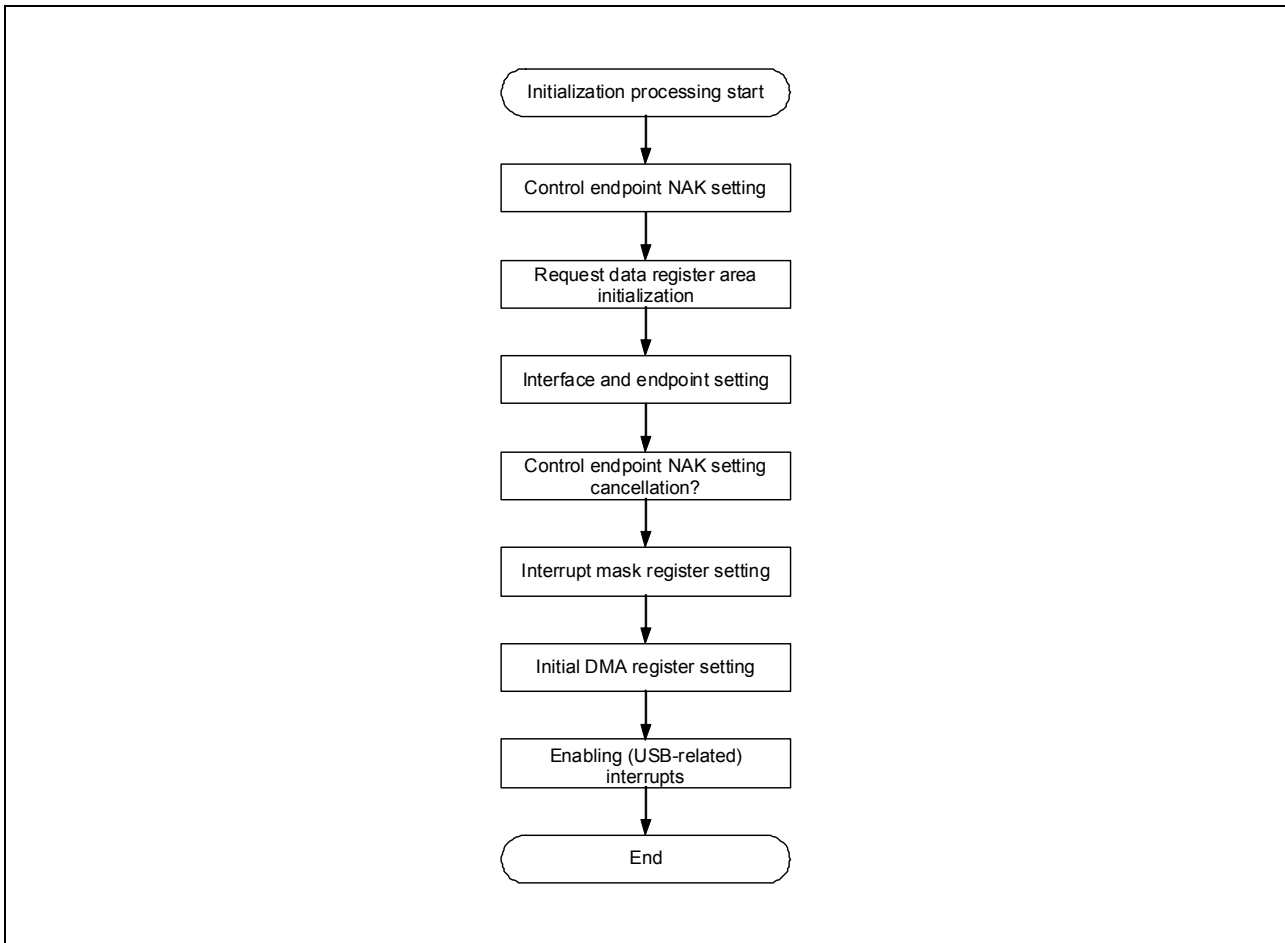 Initialization processing start
Control endpoint NAK setting
Request data register area
initialization
Interface and endpoint setting
Control endpoint NAK setting
cancellation?
Interrupt mask register setting
Initial DMA register setting
Enabling (USB-related)
interrupts
End